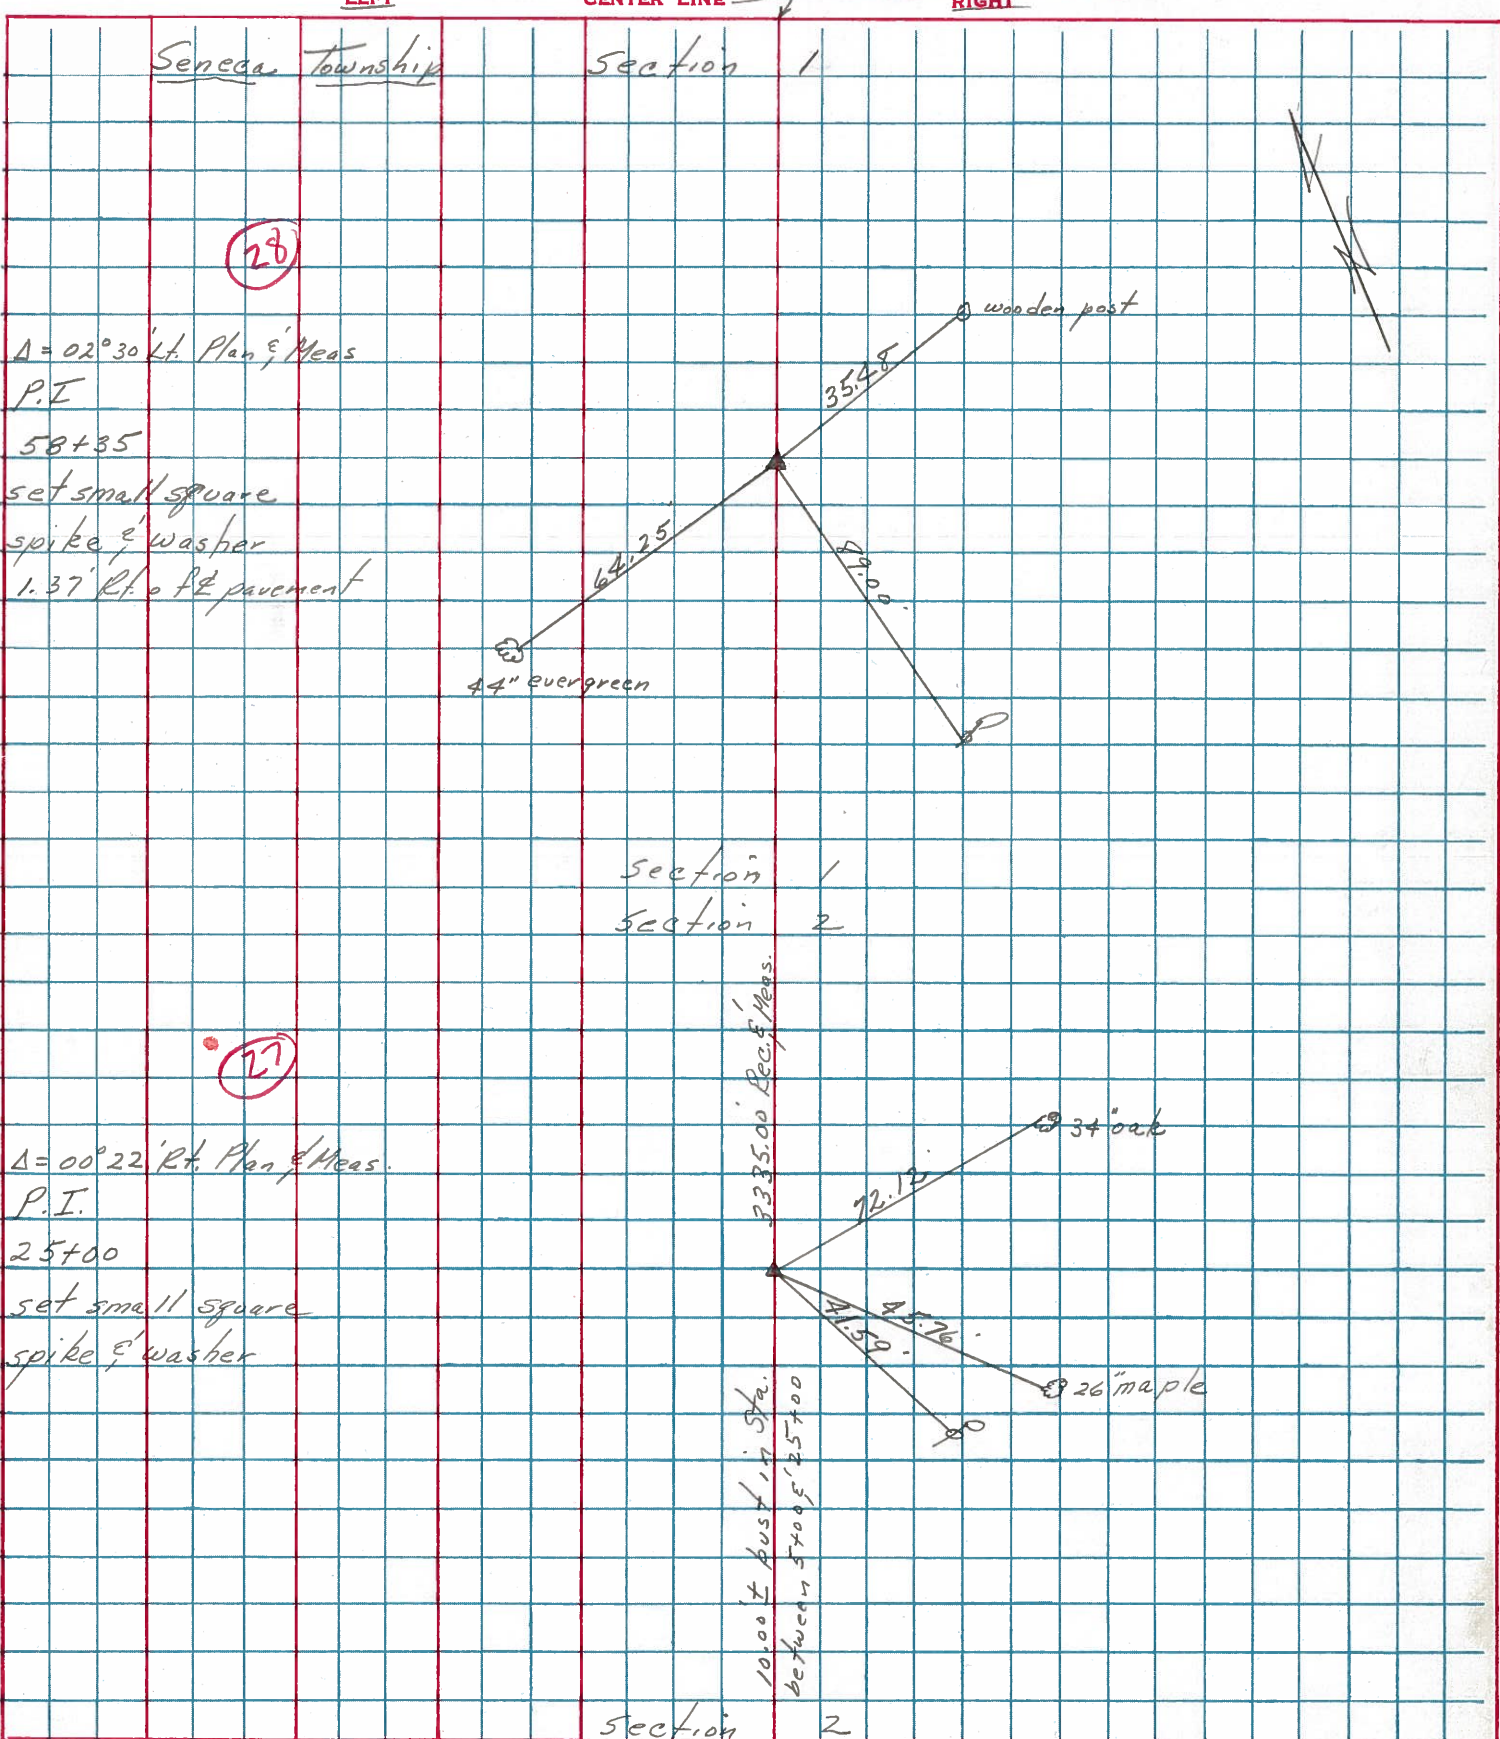 LEFT CENTER LINE RIGHT
Seneca Township Section 1
28
Δ = 02°30' Lt. Plan & Meas
P.I
58+35
set small square
spike & washer
1.37' Rt. of ℄ pavement
wooden post
35.48'
64.25'
44" evergreen
Section 1
Section 2
3335.00' Rec. & Meas.
27
Δ = 00°22' Rt. Plan & Meas.
P.I.
25+00
set small square
spike & washer
34" oak
72.12'
45.76'
41.59'
26" maple
10.00' ± bust in Sta.
between 5+00 & 25+00
Section 2